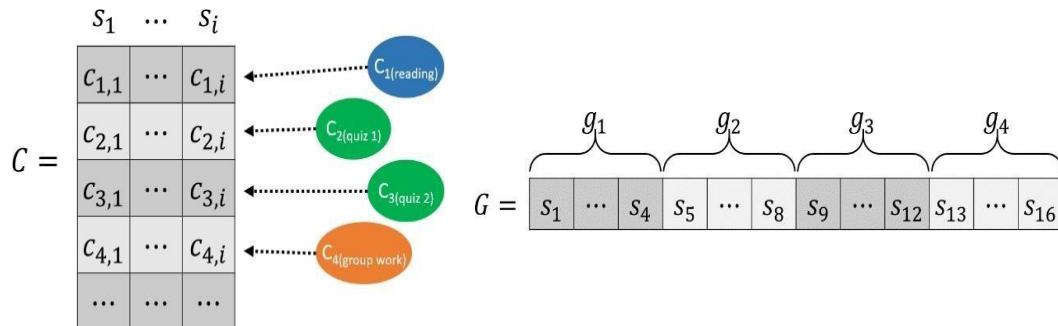 s₁ ⋯ sᵢ
c₁,₁ ⋯ c₁,ᵢ
C₁(reading)
c₂,₁ ⋯ c₂,ᵢ
C₂(quiz 1)
C =
c₃,₁ ⋯ c₃,ᵢ
C₃(quiz 2)
c₄,₁ ⋯ c₄,ᵢ
C₄(group work)
⋯ ⋯ ⋯
g₁ g₂ g₃ g₄
G = s₁ ⋯ s₄ s₅ ⋯ s₈ s₉ ⋯ s₁₂ s₁₃ ⋯ s₁₆